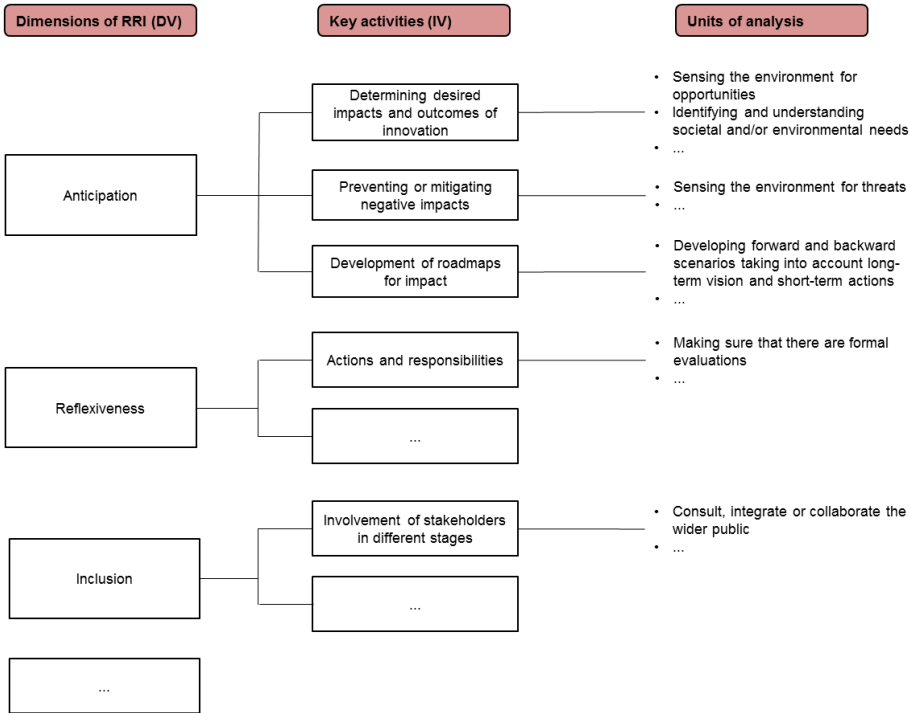 Dimensions of RRI (DV)
Key activities (IV)
Units of analysis
Anticipation
Determining desired
impacts and outcomes of
innovation
• Sensing the environment for
opportunities
• Identifying and understanding
societal and/or environmental needs
• ...
Preventing or mitigating
negative impacts
• Sensing the environment for threats
• ...
Development of roadmaps
for impact
• Developing forward and backward
scenarios taking into account long-
term vision and short-term actions
• ...
Reflexiveness
Actions and responsibilities
• Making sure that there are formal
evaluations
• ...
...
Inclusion
Involvement of stakeholders
in different stages
• Consult, integrate or collaborate the
wider public
• ...
...
...